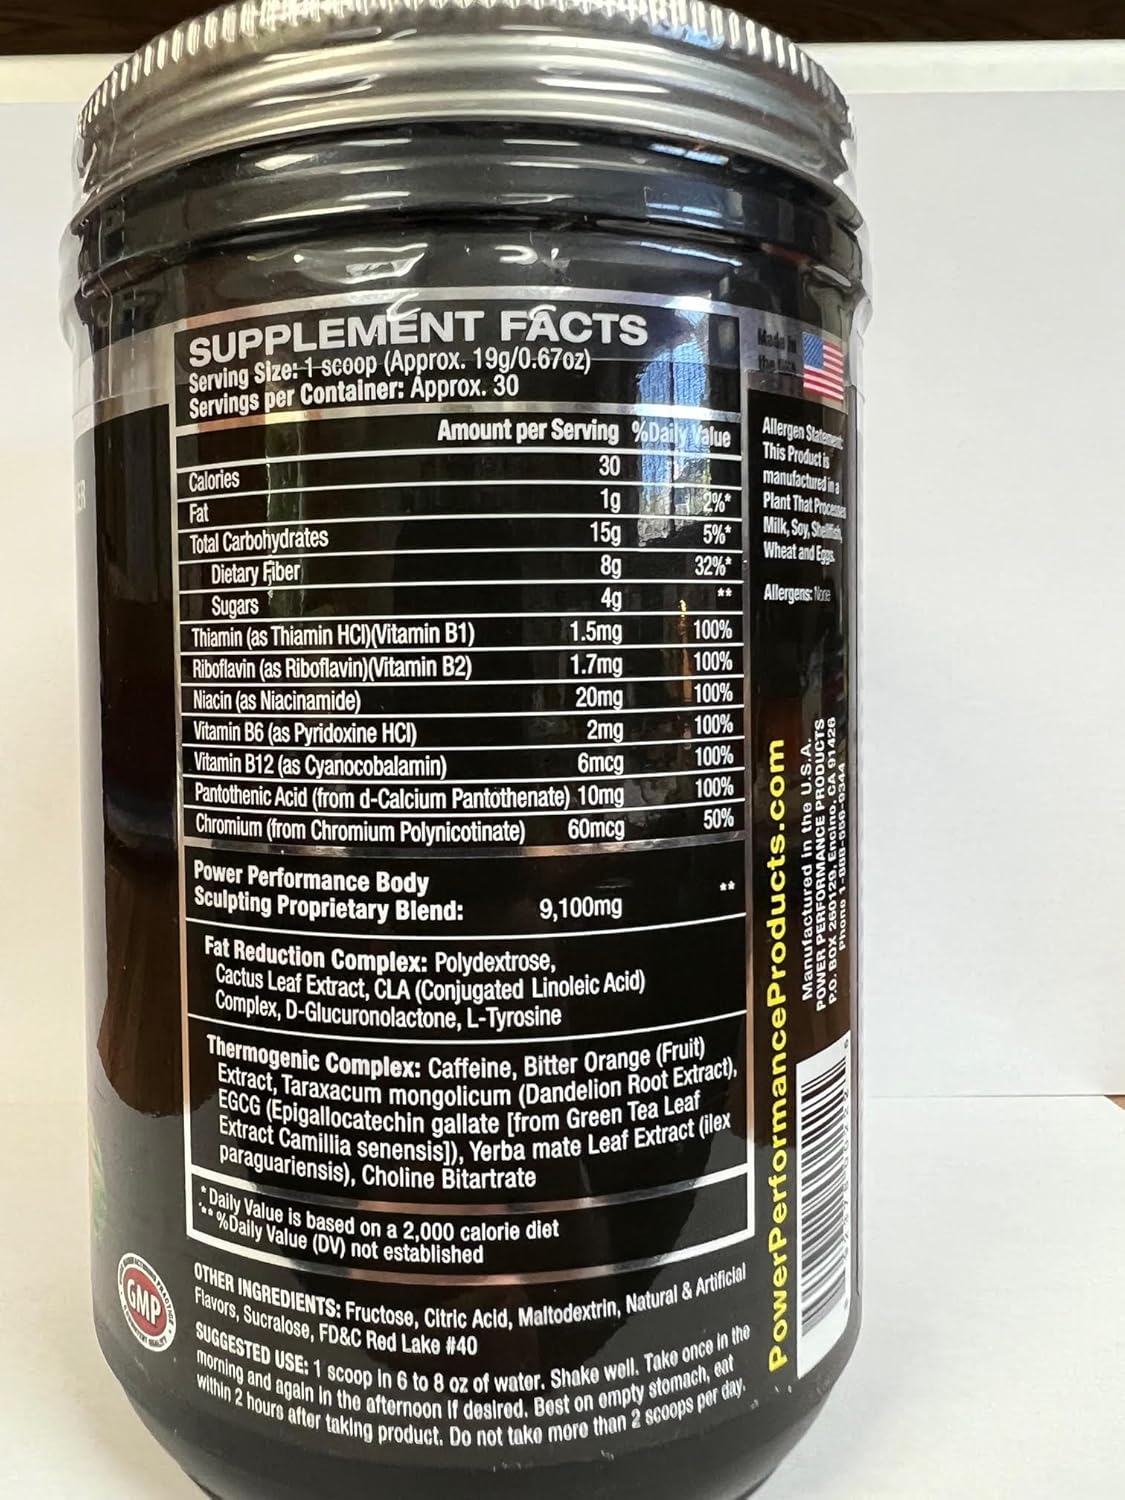 SUPPLEMENT FACTS
Serving Size: 1 scoop (Approx. 19g/0.67oz)
Servings per Container: Approx. 30
Amount per Serving %Daily Value
Calories 30
Fat 1g 2%*
Total Carbohydrates 15g 5%*
Dietary Fiber 8g 32%*
Sugars 4g **
Thiamin (as Thiamin HCl)(Vitamin B1) 1.5mg 100%
Riboflavin (as Riboflavin)(Vitamin B2) 1.7mg 100%
Niacin (as Niacinamide) 20mg 100%
Vitamin B6 (as Pyridoxine HCl) 2mg 100%
Vitamin B12 (as Cyanocobalamin) 6mcg 100%
Pantothenic Acid (from d-Calcium Pantothenate) 10mg 100%
Chromium (from Chromium Polynicotinate) 60mcg 50%
Power Performance Body
Sculpting Proprietary Blend: 9,100mg **
Fat Reduction Complex: Polydextrose,
Cactus Leaf Extract, CLA (Conjugated Linoleic Acid)
Complex, D-Glucuronolactone, L-Tyrosine
Thermogenic Complex: Caffeine, Bitter Orange (Fruit)
Extract, Taraxacum mongolicum (Dandelion Root Extract),
EGCG (Epigallocatechin gallate [from Green Tea Leaf
Extract Camillia senensis]), Yerba mate Leaf Extract (ilex
paraguariensis), Choline Bitartrate
* Daily Value is based on a 2,000 calorie diet
** %Daily Value (DV) not established
OTHER INGREDIENTS: Fructose, Citric Acid, Maltodextrin, Natural & Artificial
Flavors, Sucralose, FD&C Red Lake #40
SUGGESTED USE: 1 scoop in 6 to 8 oz of water. Shake well. Take once in the
morning and again in the afternoon if desired. Best on empty stomach, eat
within 2 hours after taking product. Do not take more than 2 scoops per day.
GMP
Made in
the USA
Allergen Statement:
This Product is
manufactured in a
Plant That Processes
Milk, Soy, Shellfish,
Wheat and Eggs.
Allergens: None
PowerPerformanceProducts.com
Manufactured in the U.S.A.
POWER PERFORMANCE PRODUCTS
P.O. BOX 260129, Encino, CA 91426
Phone